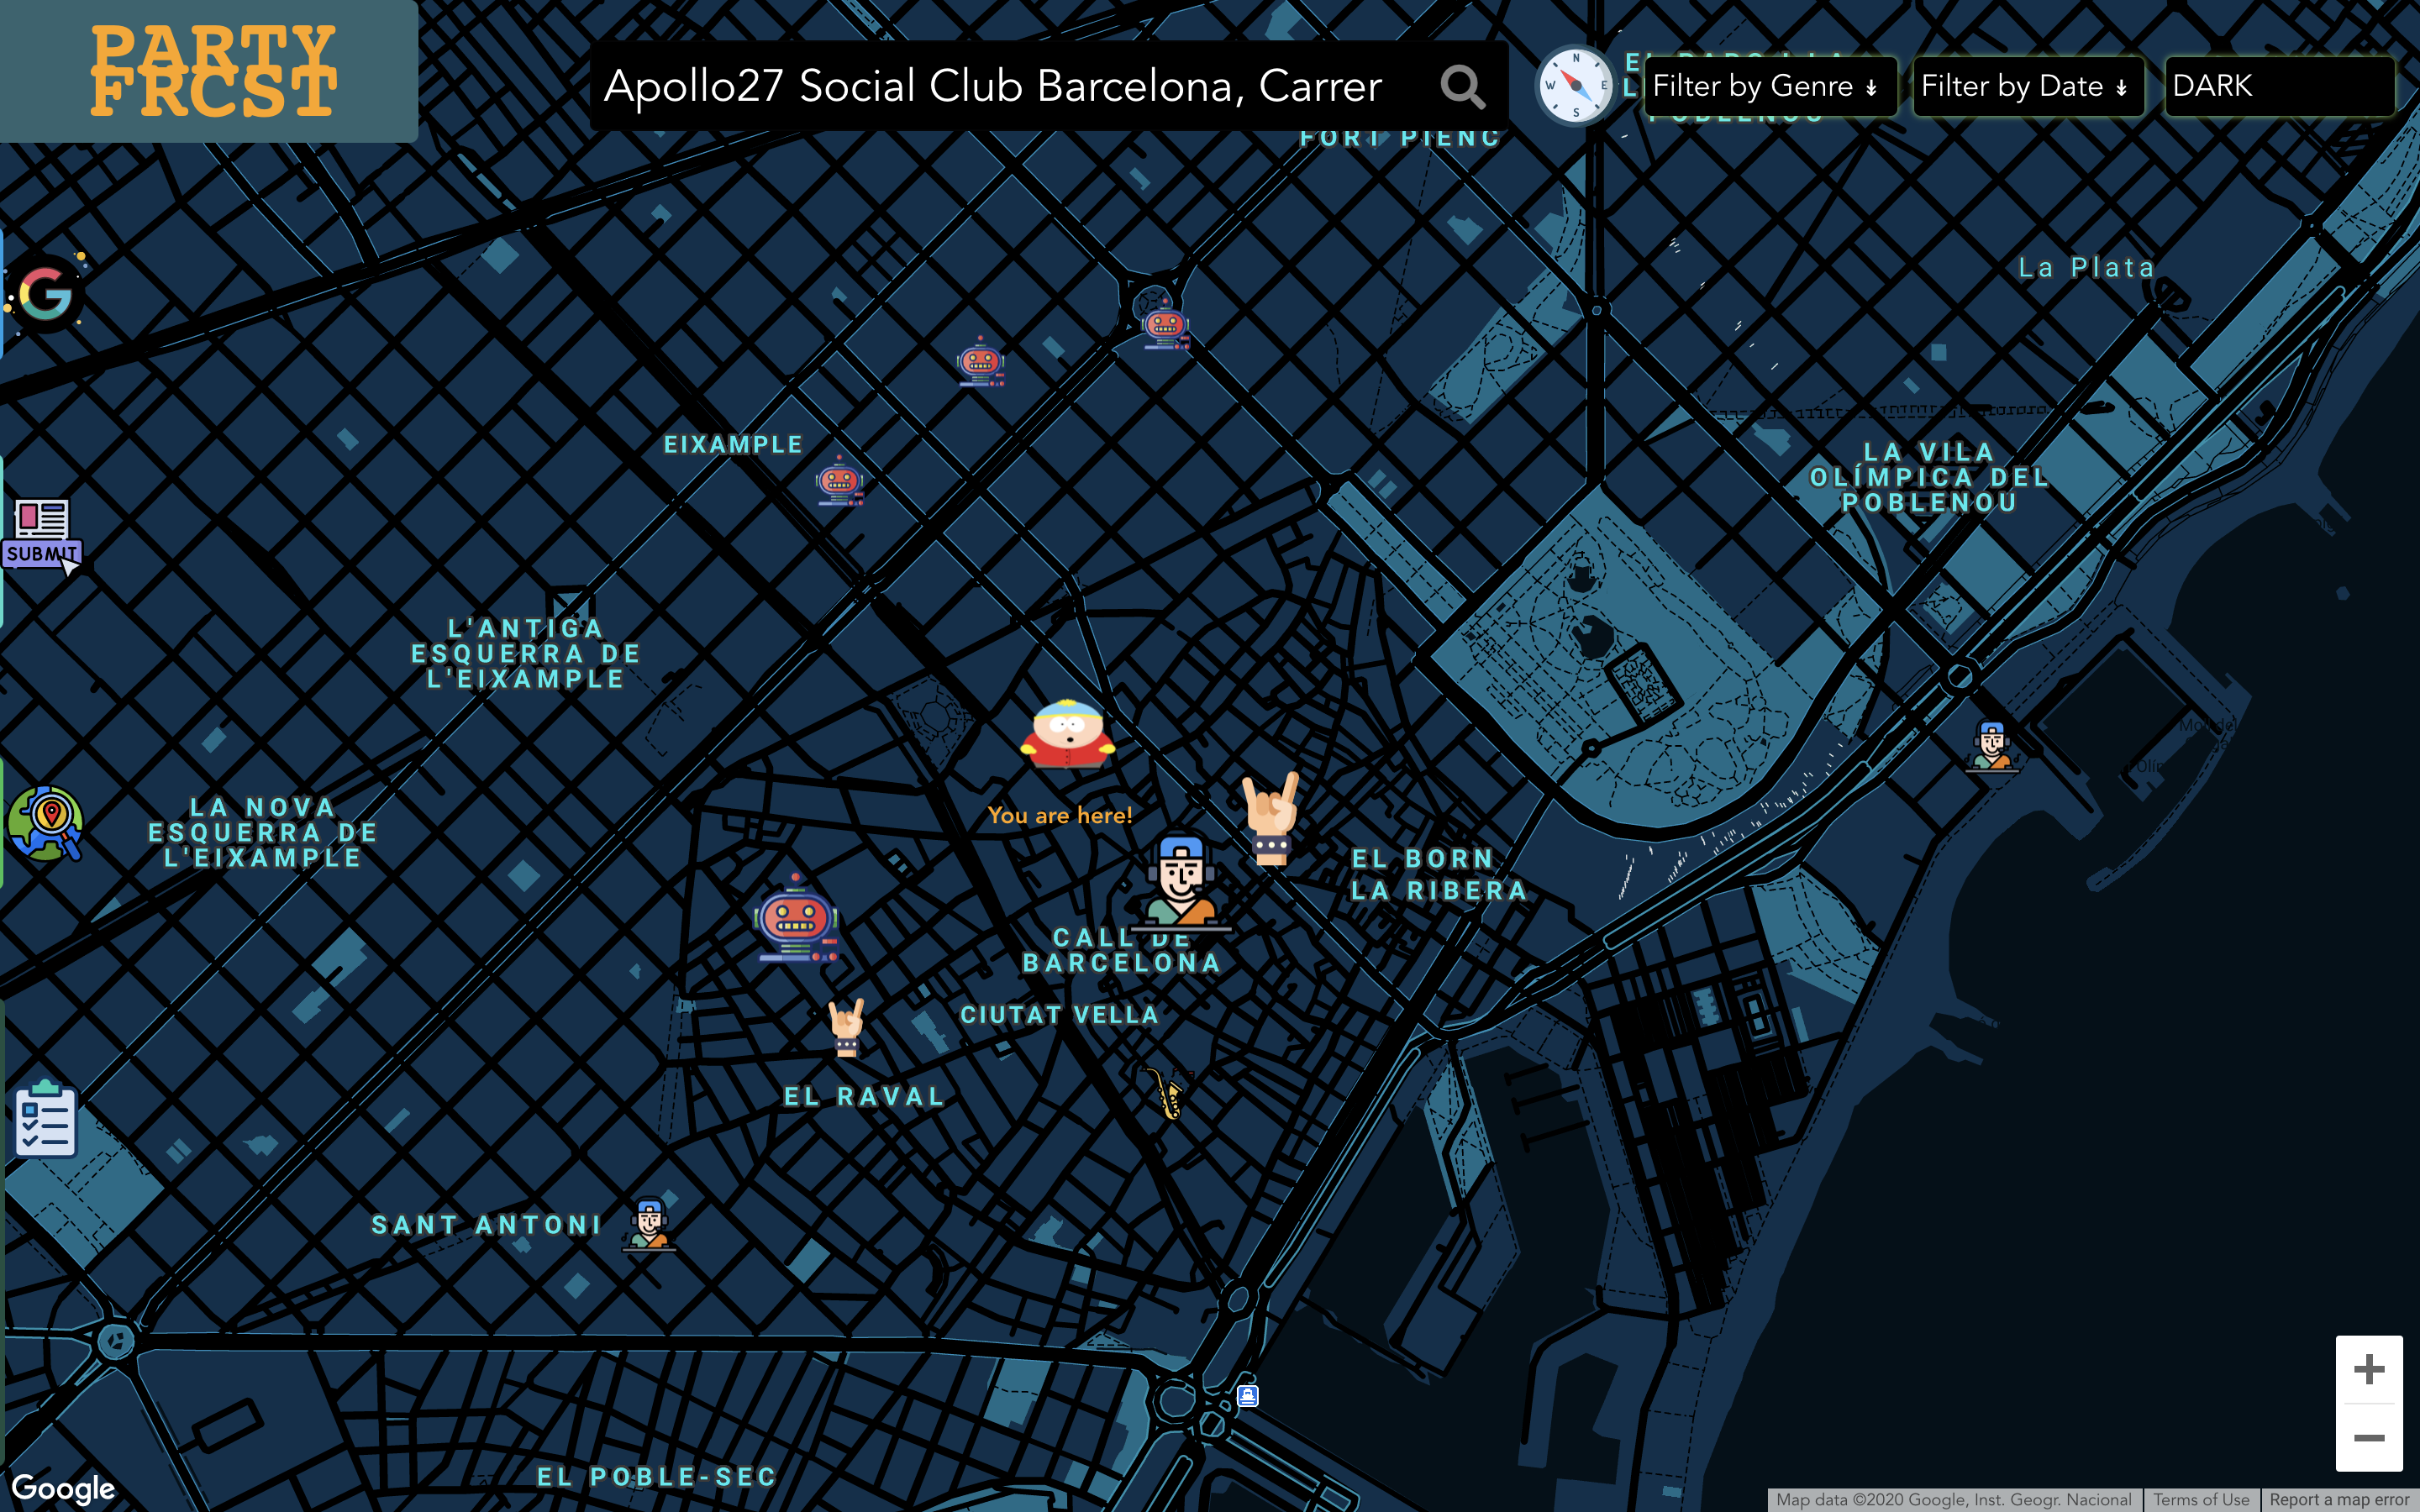 PARTY
FRCST
Apollo27 Social Club Barcelona, Carrer
N
W
E
S
Filter by Genre ↡
Filter by Date ↡
DARK
FORT PIENC
POBLENOU
La Plata
EIXAMPLE
LA VILA
OLÍMPICA DEL
POBLENOU
SUBMIT
L'ANTIGA
ESQUERRA DE
L'EIXAMPLE
You are here!
LA NOVA
ESQUERRA DE
L'EIXAMPLE
EL BORN
LA RIBERA
CALL DE
BARCELONA
CIUTAT VELLA
EL RAVAL
SANT ANTONI
EL POBLE-SEC
Google
Map data ©2020 Google, Inst. Geogr. Nacional
Terms of Use
Report a map error